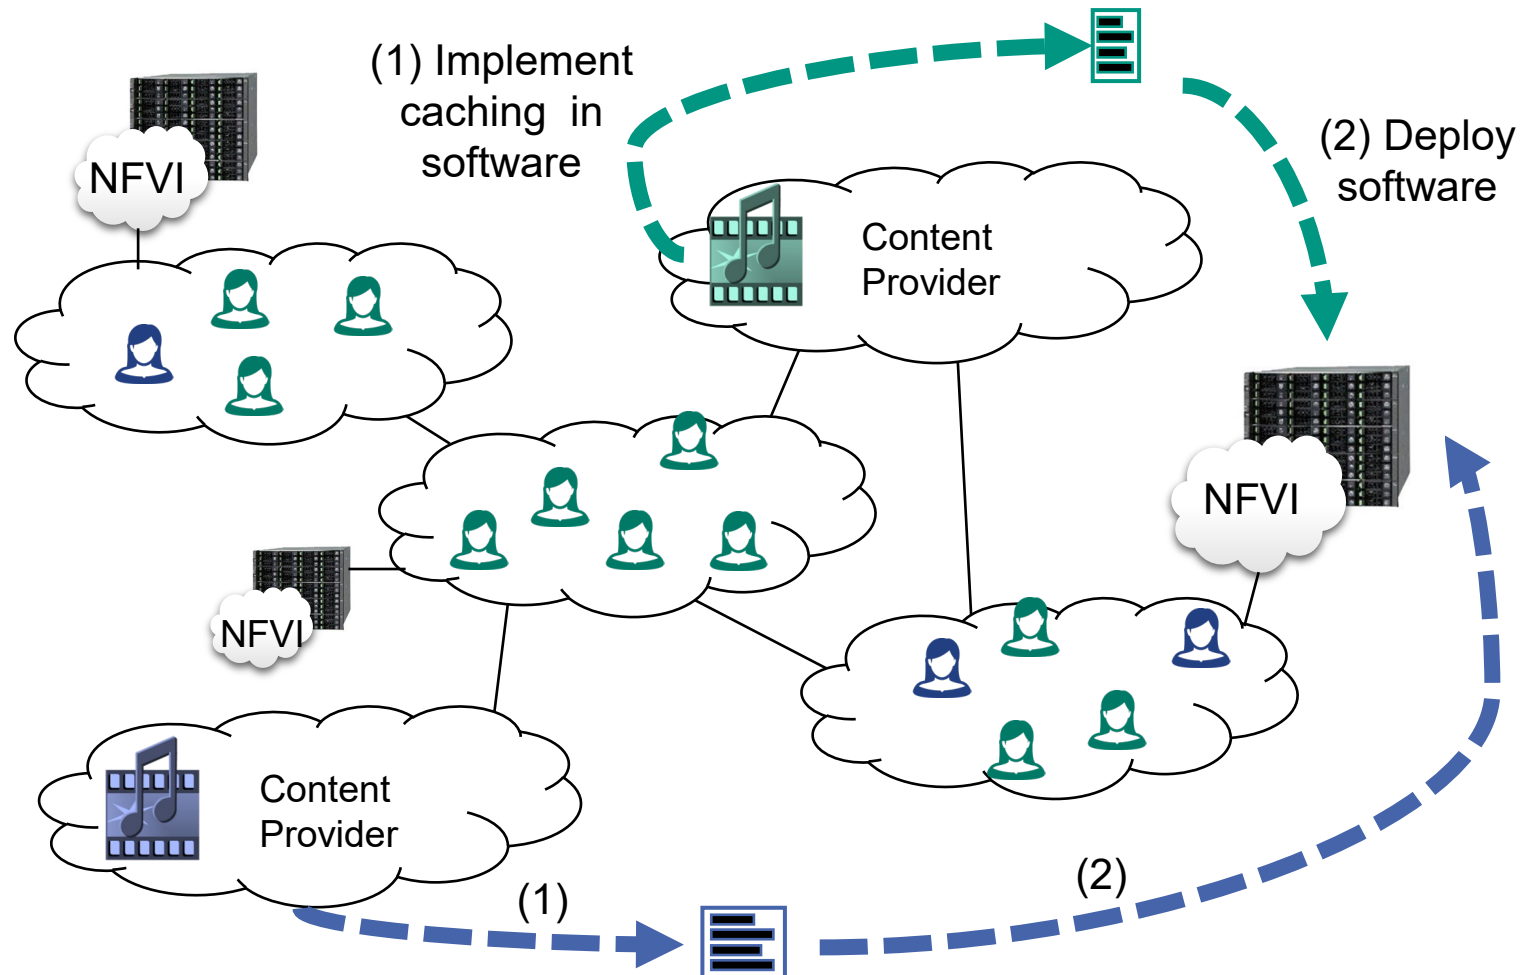 (1) Implement
caching in
software
(2) Deploy
software
NFVI
Content
Provider
NFVI
NFVI
Content
Provider
(1)
(2)